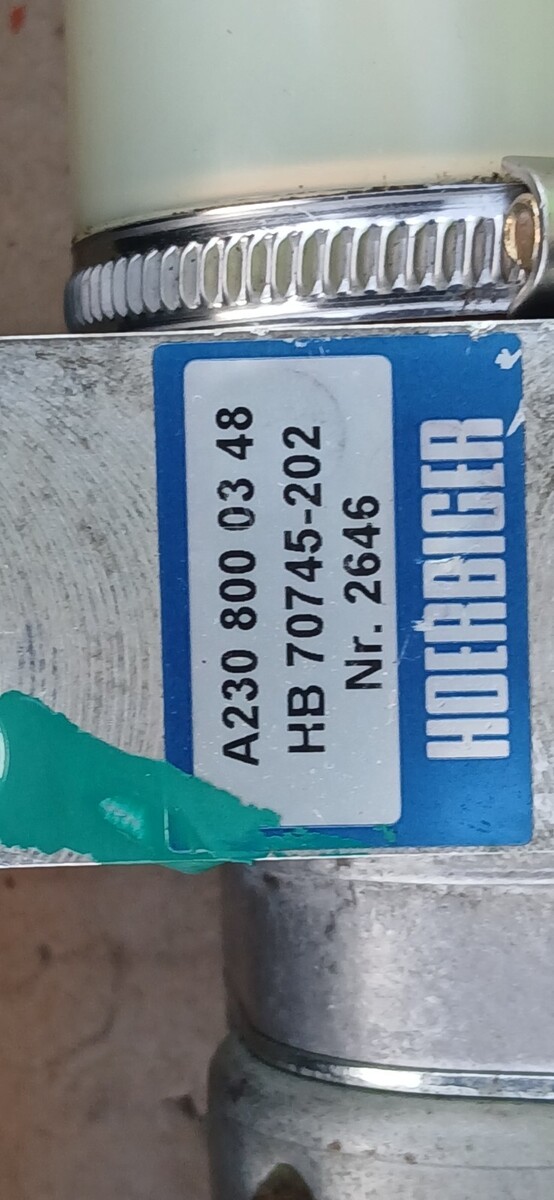 A230 800 03 48
HB 70745-202
Nr. 2646
HOERBIGER